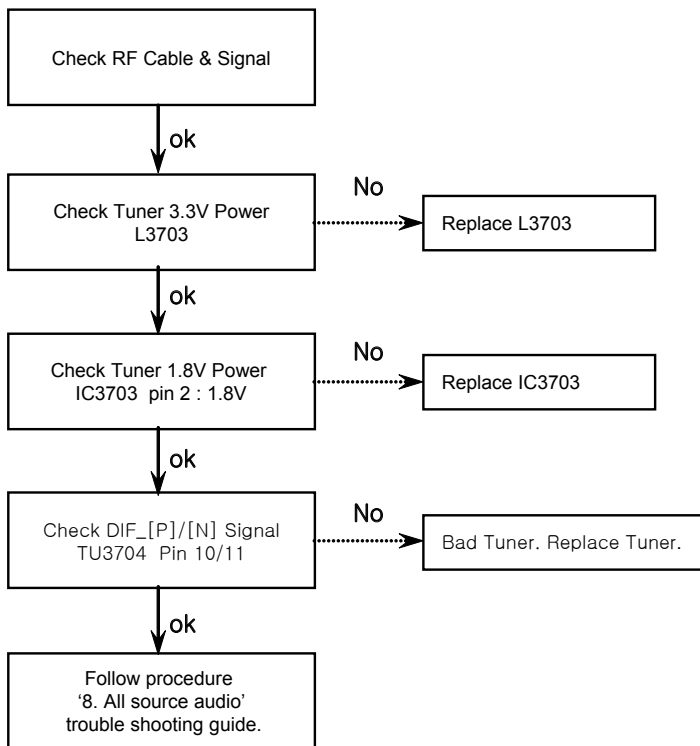 Check RF Cable & Signal
ok
Check Tuner 3.3V Power
L3703
No
Replace L3703
ok
Check Tuner 1.8V Power
IC3703 pin 2 : 1.8V
No
Replace IC3703
ok
Check DIF_[P]/[N] Signal
TU3704 Pin 10/11
No
Bad Tuner. Replace Tuner.
ok
Follow procedure
‘8. All source audio’
trouble shooting guide.